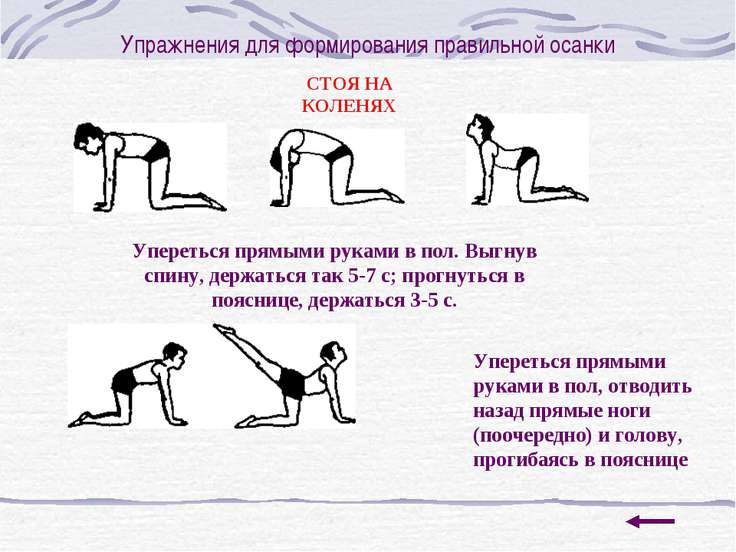 Упражнения для формирования правильной осанки
СТОЯ НА
КОЛЕНЯХ
Упереться прямыми руками в пол. Выгнув
спину, держаться так 5-7 с; прогнуться в
пояснице, держаться 3-5 с.
Упереться прямыми
руками в пол, отводить
назад прямые ноги
(поочередно) и голову,
прогибаясь в пояснице